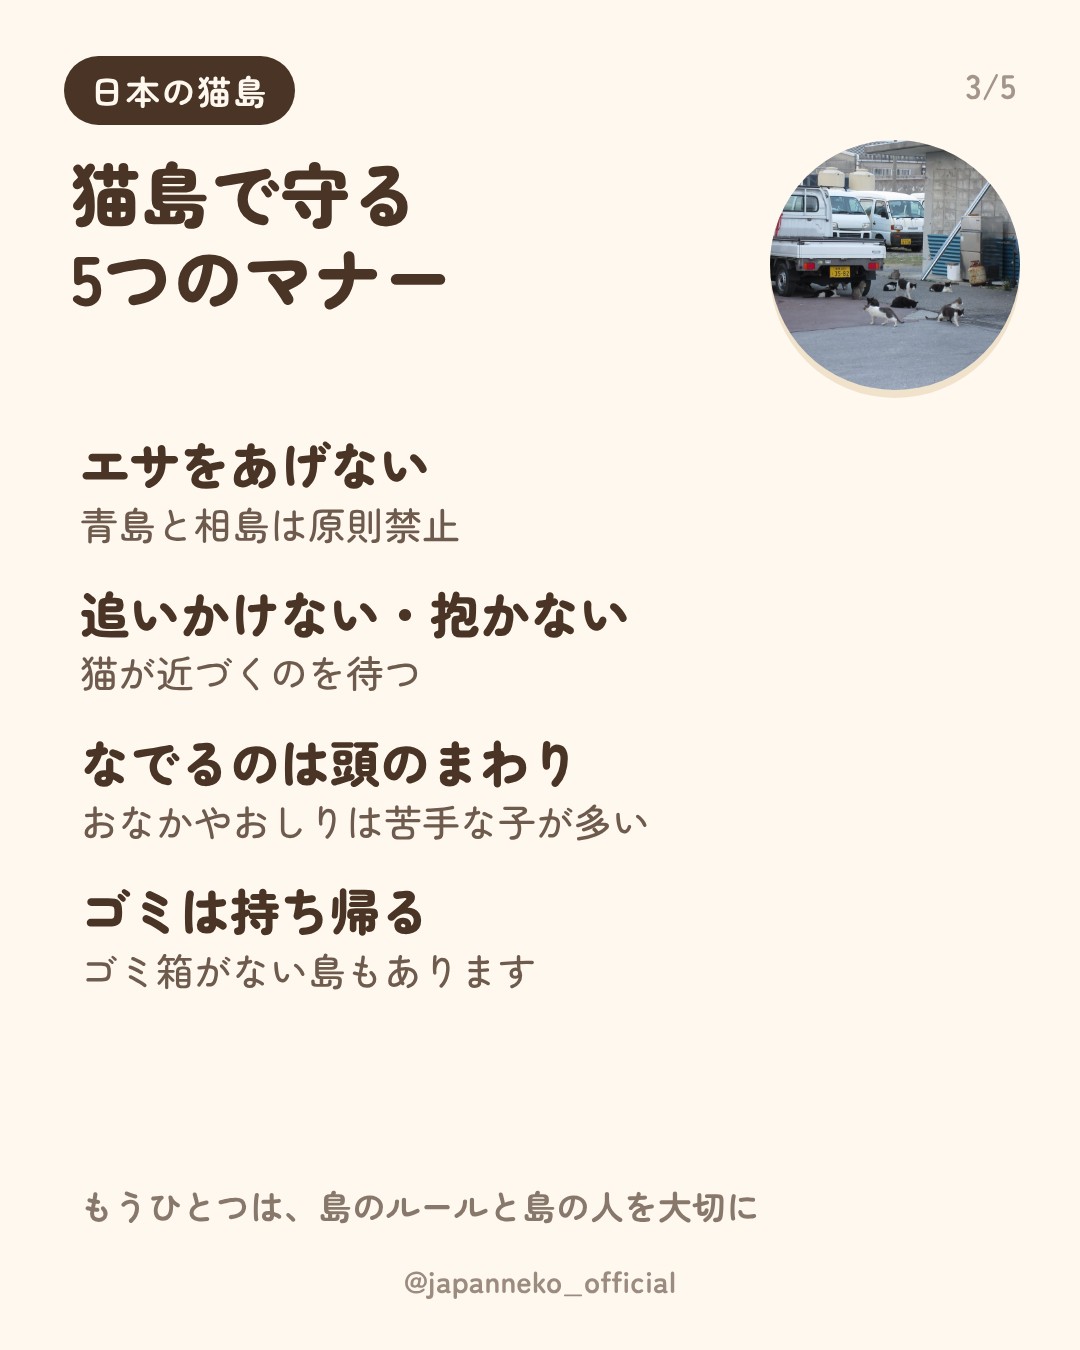 日本の猫島
3/5
猫島で守る
5つのマナー
エサをあげない
青島と相島は原則禁止
追いかけない・抱かない
猫が近づくのを待つ
なでるのは頭のまわり
おなかやおしりは苦手な子が多い
ゴミは持ち帰る
ゴミ箱がない島もあります
もうひとつは、島のルールと島の人を大切に
@japanneko_official